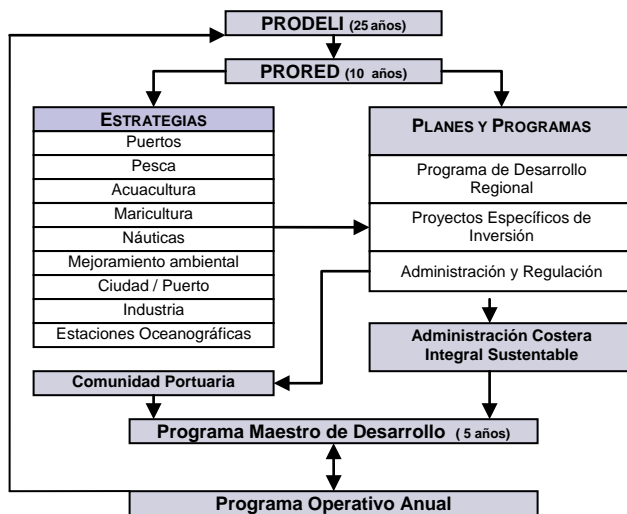 PRODELI (25 años)
PRORED (10 años)
ESTRATEGIAS
Puertos
Pesca
Acuacultura
Maricultura
Náuticas
Mejoramiento ambiental
Ciudad / Puerto
Industria
Estaciones Oceanográficas
PLANES Y PROGRAMAS
Programa de Desarrollo
Regional
Proyectos Específicos de
Inversión
Administración y Regulación
Administración Costera
Integral Sustentable
Comunidad Portuaria
Programa Maestro de Desarrollo ( 5 años)
Programa Operativo Anual